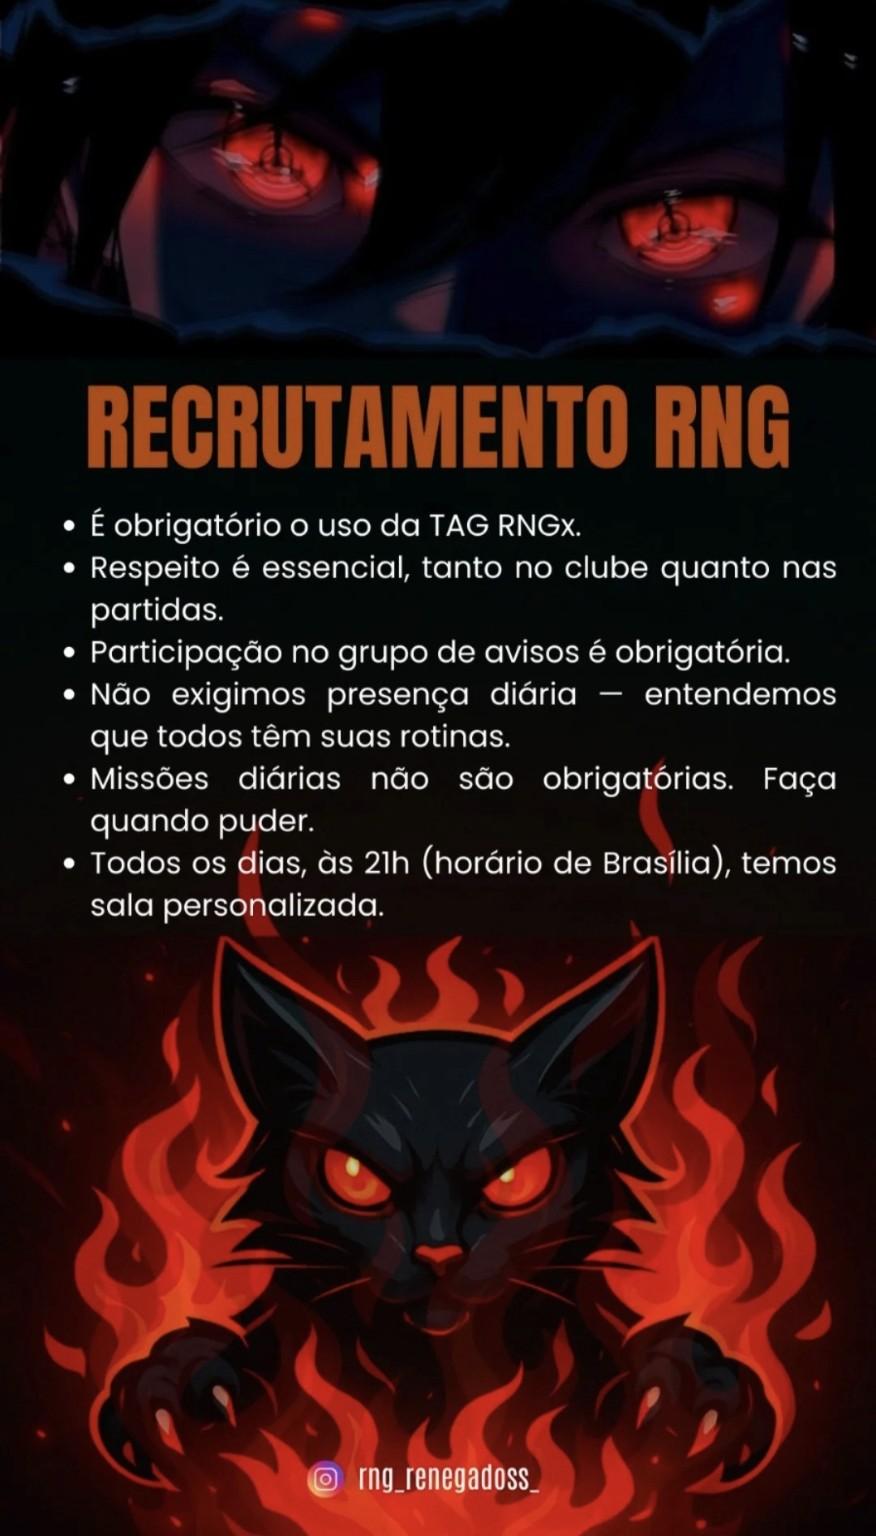 RECRUTAMENTO RNG
• É obrigatório o uso da TAG RNGx.
• Respeito é essencial, tanto no clube quanto nas
partidas.
• Participação no grupo de avisos é obrigatória.
• Não exigimos presença diária — entendemos
que todos têm suas rotinas.
• Missões diárias não são obrigatórias. Faça
quando puder.
• Todos os dias, às 21h (horário de Brasília), temos
sala personalizada.
rng_renegadoss_